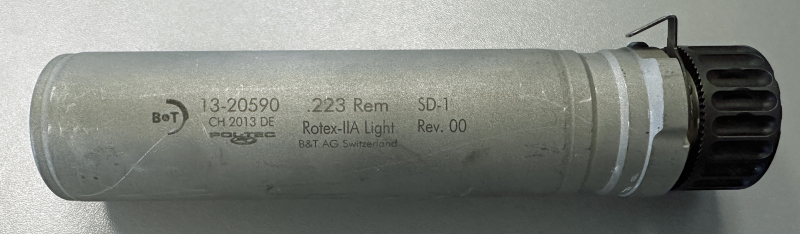 B&T
13-20590
CH 2013 DE
POL-TEC
.223 Rem
Rotex-IIA Light
B&T AG Switzerland
SD-1
Rev. 00